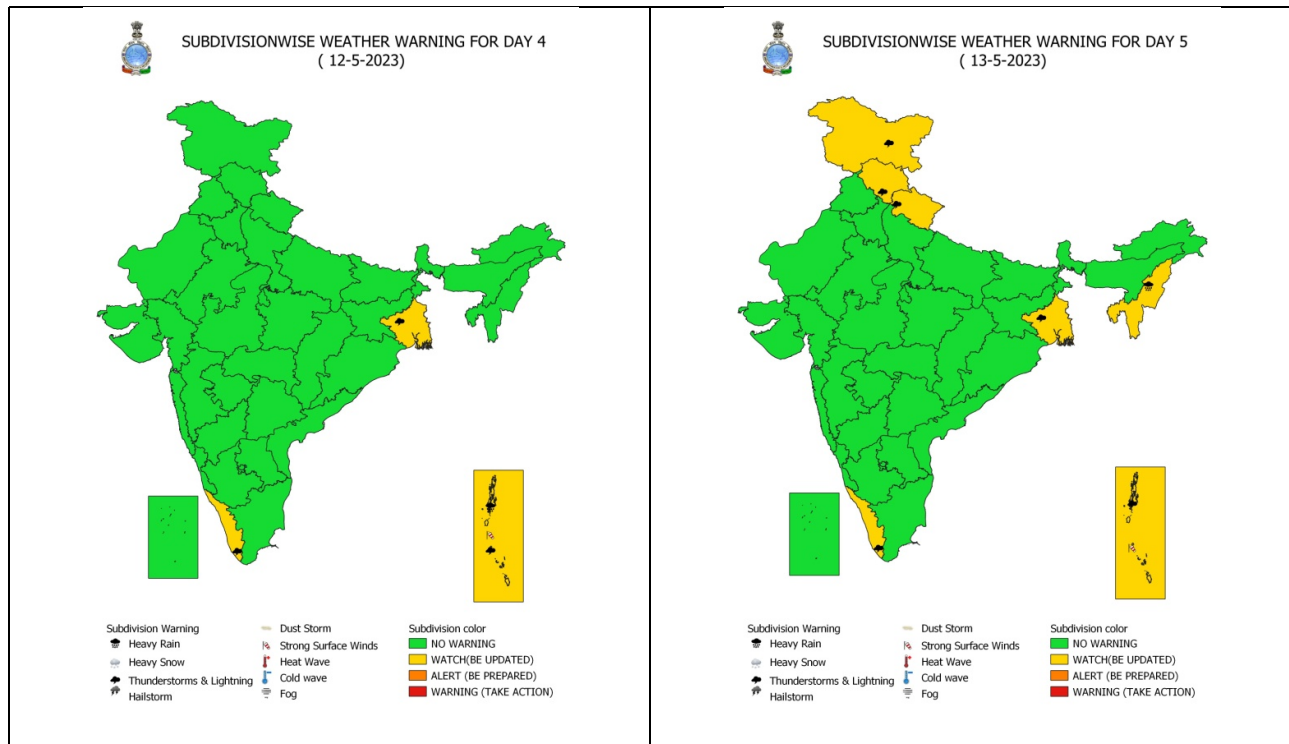 SUBDIVISIONWISE WEATHER WARNING FOR DAY 4
( 12-5-2023)
Subdivision Warning
Heavy Rain
Heavy Snow
Thunderstorms & Lightning
Hailstorm
Dust Storm
Strong Surface Winds
Heat Wave
Cold wave
Fog
Subdivision color
NO WARNING
WATCH(BE UPDATED)
ALERT (BE PREPARED)
WARNING (TAKE ACTION)
SUBDIVISIONWISE WEATHER WARNING FOR DAY 5
( 13-5-2023)
Subdivision Warning
Heavy Rain
Heavy Snow
Thunderstorms & Lightning
Hailstorm
Dust Storm
Strong Surface Winds
Heat Wave
Cold wave
Fog
Subdivision color
NO WARNING
WATCH(BE UPDATED)
ALERT (BE PREPARED)
WARNING (TAKE ACTION)